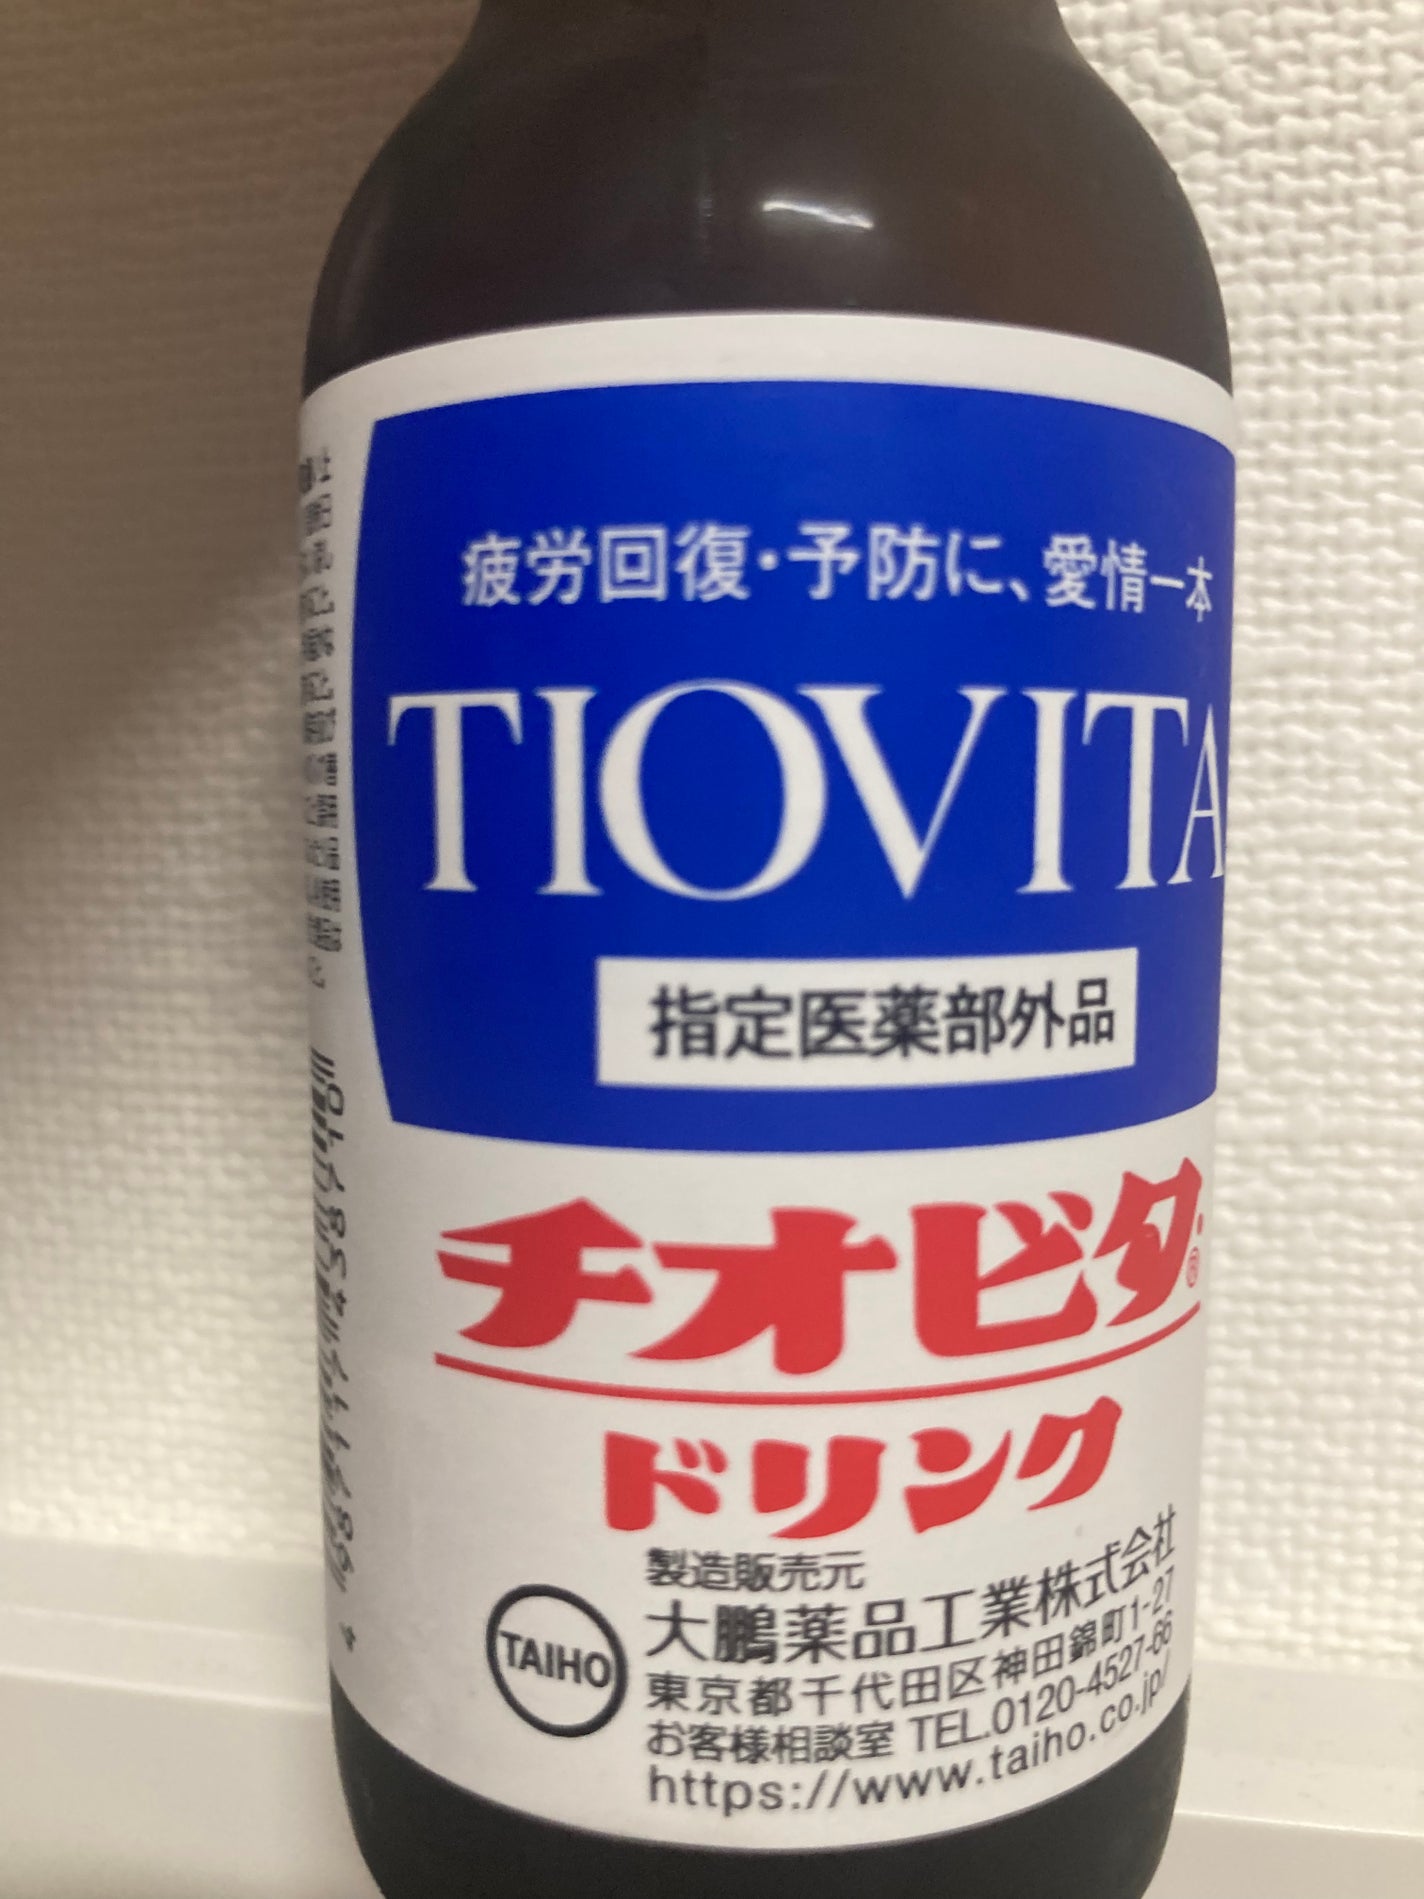 疲労回復・予防に、愛情一本
TIOVITA
指定医薬部外品
チオビタ®
ドリンク
製造販売元
TAIHO
大鵬薬品工業株式会社
東京都千代田区神田錦町1-27
お客様相談室 TEL.0120-4527-66
https://www.taiho.co.jp/